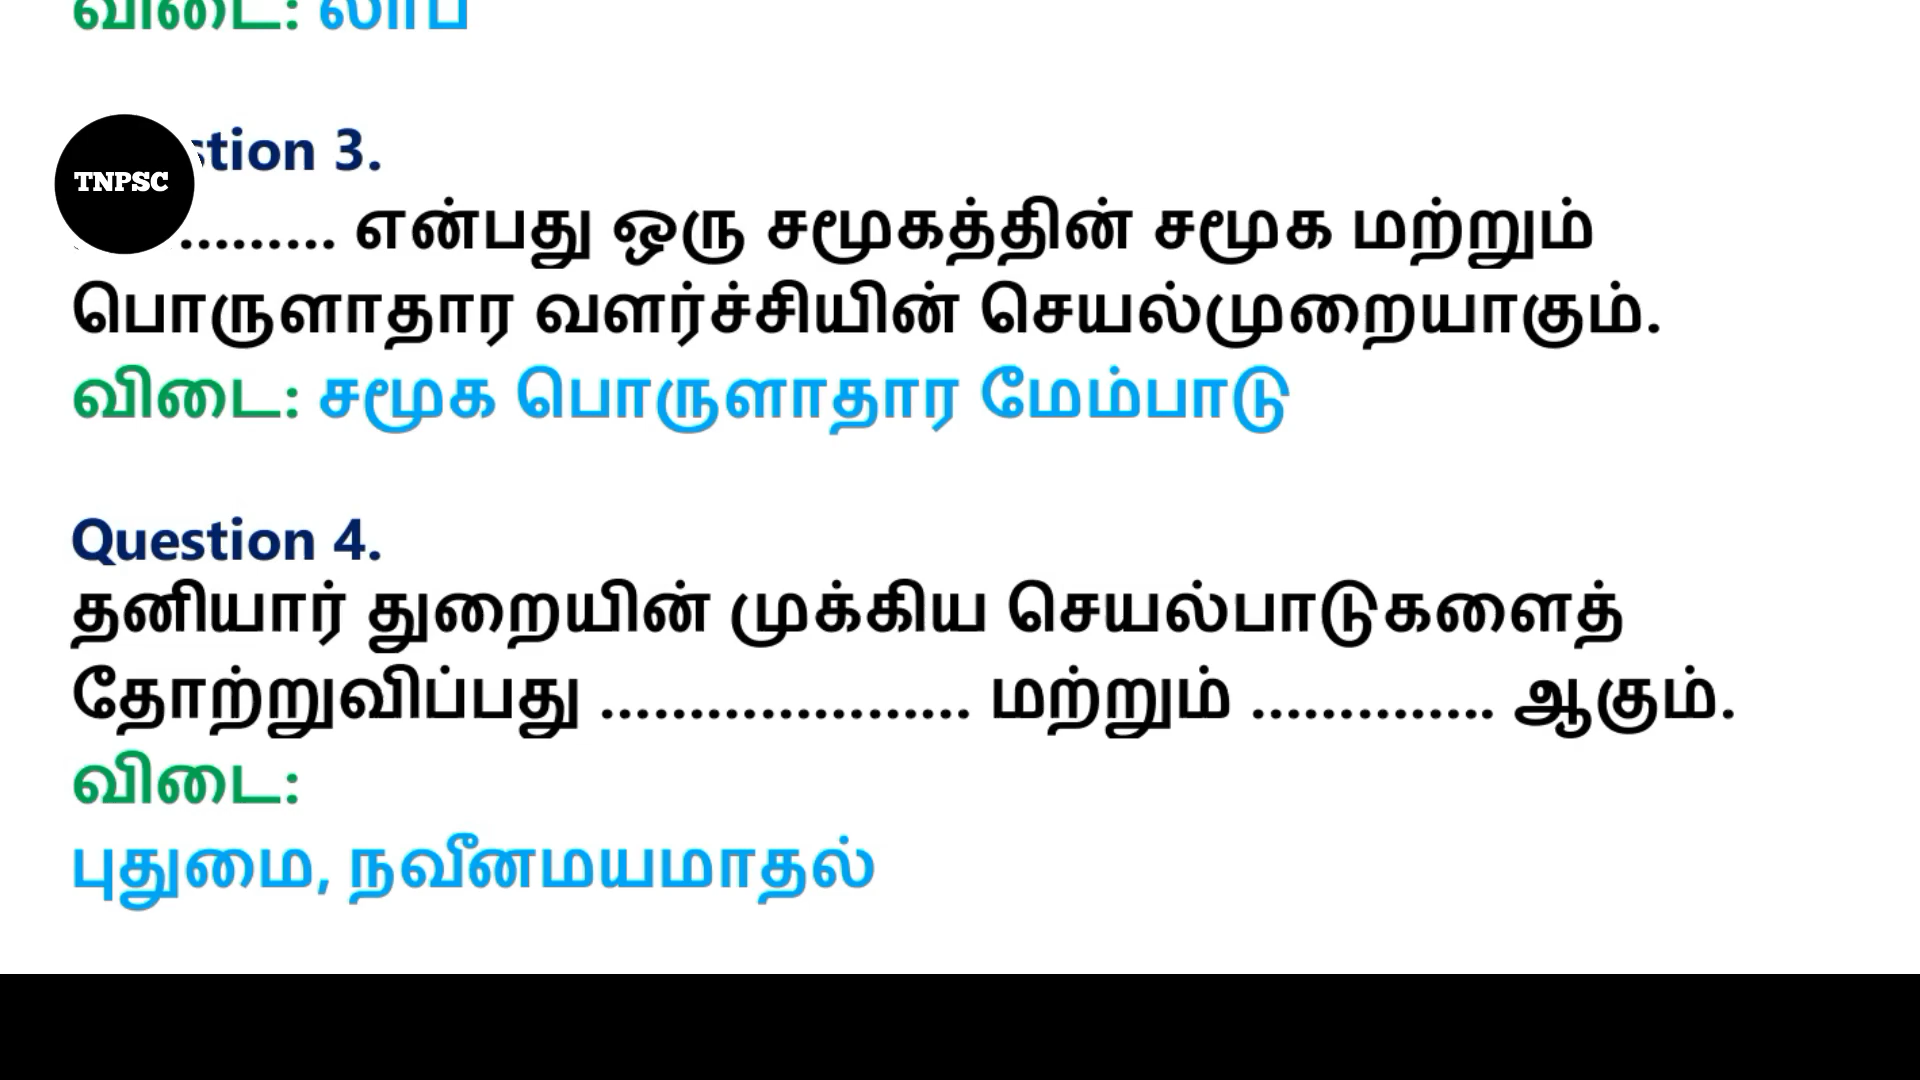 விடை: லாப
Question 3.
TNPSC
.......... என்பது ஒரு சமூகத்தின் சமூக மற்றும்
பொருளாதார வளர்ச்சியின் செயல்முறையாகும்.
விடை: சமூக பொருளாதார மேம்பாடு
Question 4.
தனியார் துறையின் முக்கிய செயல்பாடுகளைத்
தோற்றுவிப்பது ..................... மற்றும் .............. ஆகும்.
விடை:
புதுமை, நவீனமயமாதல்